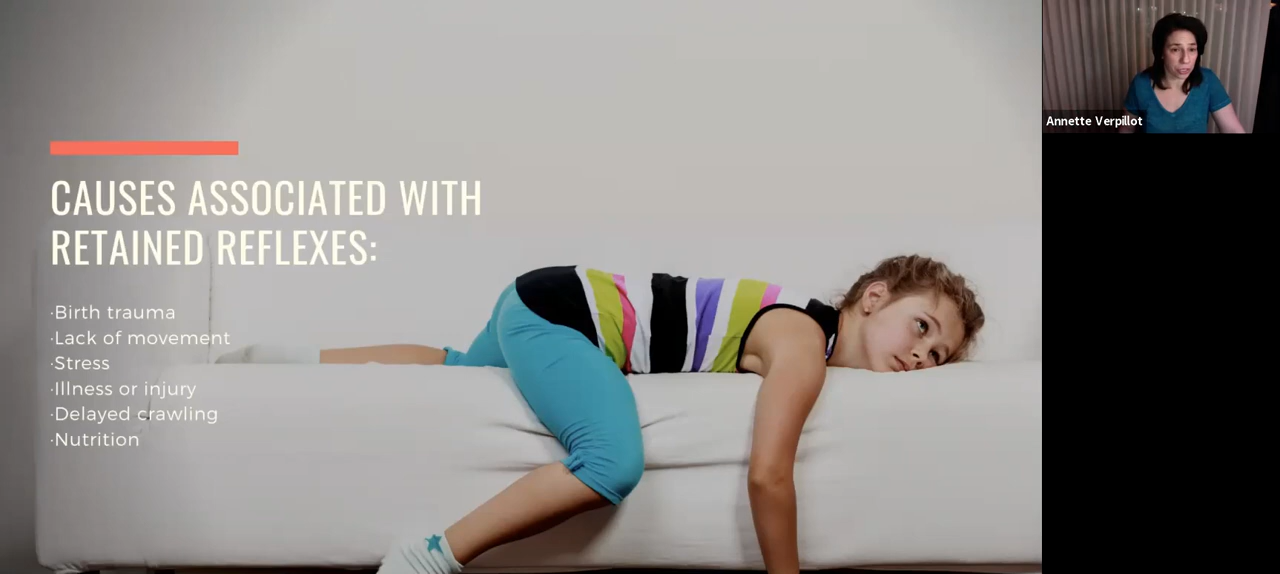 CAUSES ASSOCIATED WITH
RETAINED REFLEXES:
·Birth trauma
·Lack of movement
·Stress
·Illness or injury
·Delayed crawling
·Nutrition
Annette Verpillot